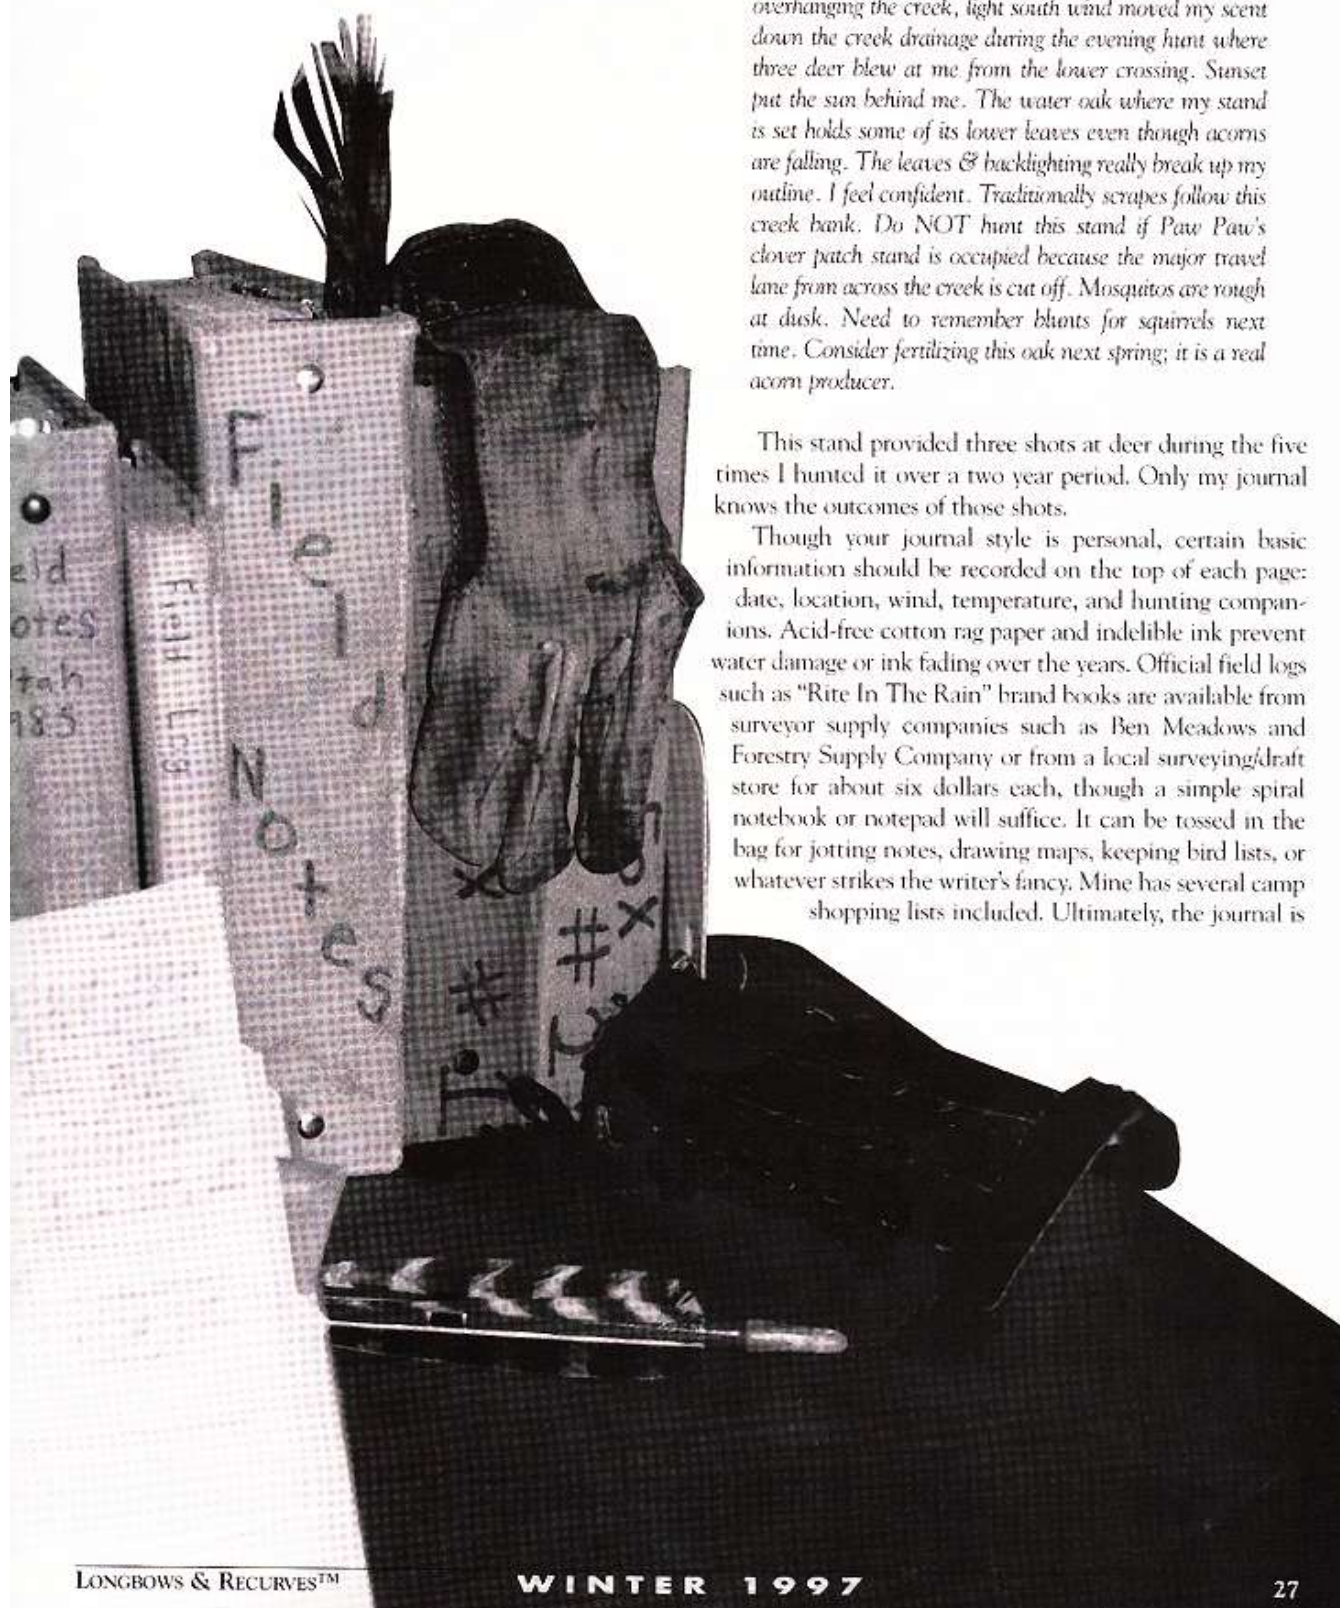 overhanging the creek, light south wind moved my scent
down the creek drainage during the evening hunt where
three deer blew at me from the lower crossing. Sunset
put the sun behind me. The water oak where my stand
is set holds some of its lower leaves even though acorns
are falling. The leaves & backlighting really break up my
outline. I feel confident. Traditionally scrapes follow this
creek bank. Do NOT hunt this stand if Paw Paw's
clover patch stand is occupied because the major travel
lane from across the creek is cut off. Mosquitos are rough
at dusk. Need to remember blunts for squirrels next
time. Consider fertilizing this oak next spring; it is a real
acorn producer.
This stand provided three shots at deer during the five
times I hunted it over a two year period. Only my journal
knows the outcomes of those shots.
Though your journal style is personal, certain basic
information should be recorded on the top of each page:
date, location, wind, temperature, and hunting compan-
ions. Acid-free cotton rag paper and indelible ink prevent
water damage or ink fading over the years. Official field logs
such as "Rite In The Rain" brand books are available from
surveyor supply companies such as Ben Meadows and
Forestry Supply Company or from a local surveying/draft
store for about six dollars each, though a simple spiral
notebook or notepad will suffice. It can be tossed in the
bag for jotting notes, drawing maps, keeping bird lists, or
whatever strikes the writer's fancy. Mine has several camp
shopping lists included. Ultimately, the journal is
eld
otes
tah
985
Field Log
Field
Notes
LONGBOWS & RECURVES™
WINTER 1997
27